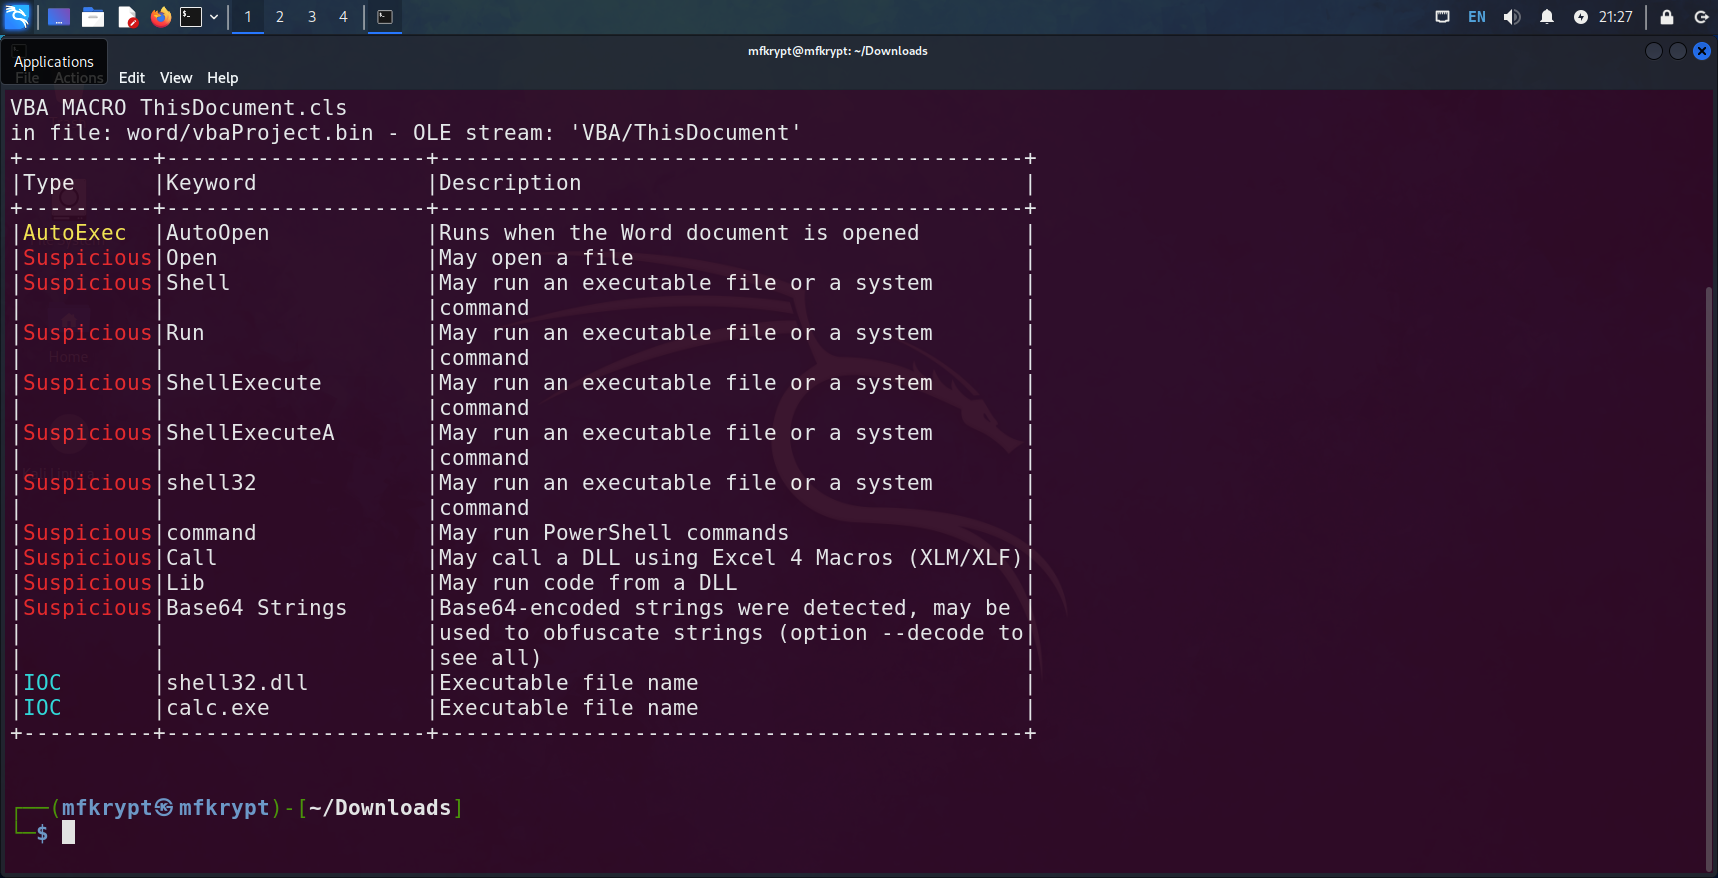 1 2 3 4
EN 21:27
mfkrypt@mfkrypt: ~/Downloads
Applications
File Actions Edit View Help
VBA MACRO ThisDocument.cls
in file: word/vbaProject.bin - OLE stream: 'VBA/ThisDocument'
+----------+--------------------+---------------------------------------------+
|Type      |Keyword             |Description                                  |
+----------+--------------------+---------------------------------------------+
|AutoExec  |AutoOpen            |Runs when the Word document is opened        |
|Suspicious|Open                |May open a file                              |
|Suspicious|Shell               |May run an executable file or a system       |
|          |                    |command                                      |
|Suspicious|Run                 |May run an executable file or a system       |
|          |                    |command                                      |
|Suspicious|ShellExecute        |May run an executable file or a system       |
|          |                    |command                                      |
|Suspicious|ShellExecuteA       |May run an executable file or a system       |
|          |                    |command                                      |
|Suspicious|shell32             |May run an executable file or a system       |
|          |                    |command                                      |
|Suspicious|command             |May run PowerShell commands                  |
|Suspicious|Call                |May call a DLL using Excel 4 Macros (XLM/XLF)|
|Suspicious|Lib                 |May run code from a DLL                      |
|Suspicious|Base64 Strings      |Base64-encoded strings were detected, may be |
|          |                    |used to obfuscate strings (option --decode to|
|          |                    |see all)                                     |
|IOC       |shell32.dll         |Executable file name                         |
|IOC       |calc.exe            |Executable file name                         |
+----------+--------------------+---------------------------------------------+
Home
┌──(mfkrypt㉿mfkrypt)-[~/Downloads]
└─$